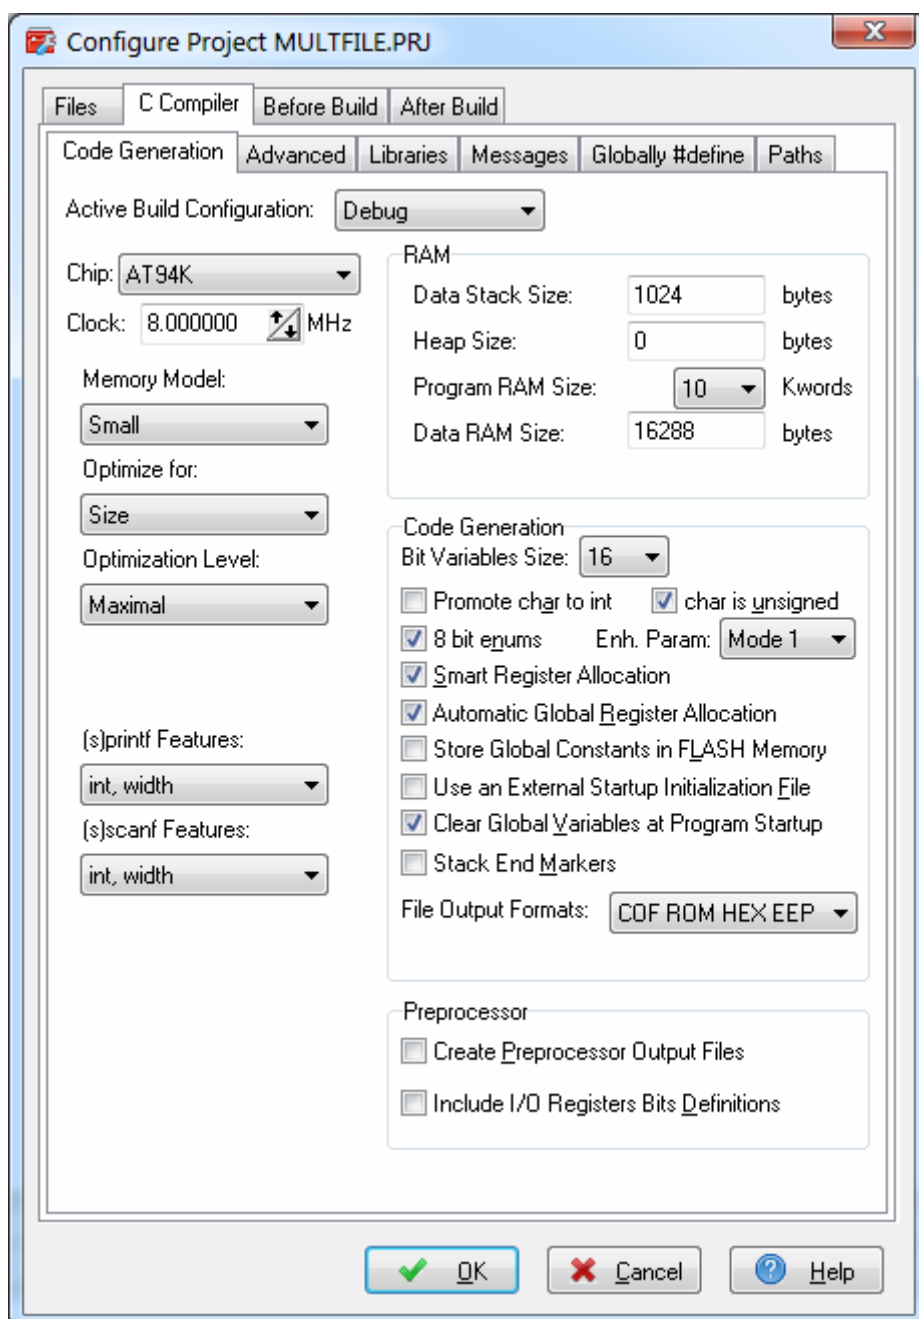 Configure Project MULTFILE.PRJ
Files C Compiler Before Build After Build
Code Generation Advanced Libraries Messages Globally #define Paths
Active Build Configuration: Debug
Chip: AT94K
Clock: 8.000000 MHz
Memory Model:
Small
Optimize for:
Size
Optimization Level:
Maximal
(s)printf Features:
int, width
(s)scanf Features:
int, width
RAM
Data Stack Size: 1024 bytes
Heap Size: 0 bytes
Program RAM Size: 10 Kwords
Data RAM Size: 16288 bytes
Code Generation
Bit Variables Size: 16
Promote char to int char is unsigned
8 bit enums Enh. Param: Mode 1
Smart Register Allocation
Automatic Global Register Allocation
Store Global Constants in FLASH Memory
Use an External Startup Initialization File
Clear Global Variables at Program Startup
Stack End Markers
File Output Formats: COF ROM HEX EEP
Preprocessor
Create Preprocessor Output Files
Include I/O Registers Bits Definitions
OK Cancel Help